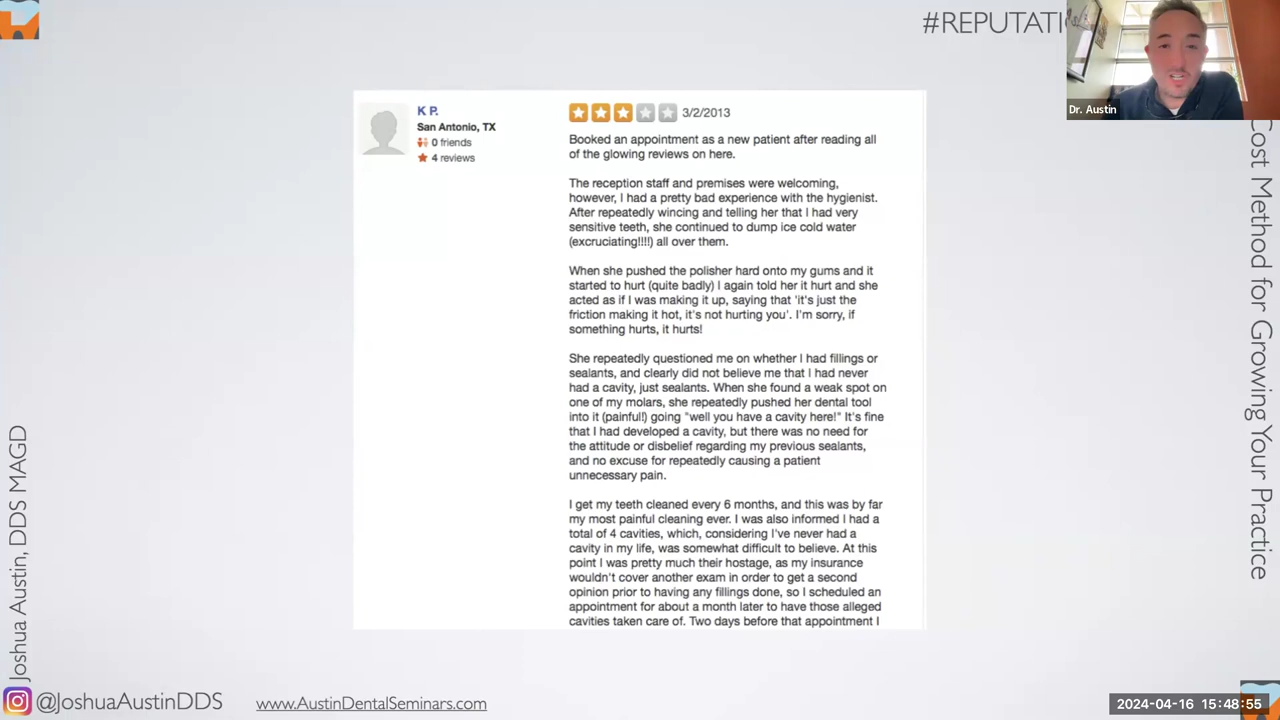 #REPUTATI
Dr. Austin
K P.
San Antonio, TX
0 friends
4 reviews
3/2/2013
Booked an appointment as a new patient after reading all
of the glowing reviews on here.
The reception staff and premises were welcoming,
however, I had a pretty bad experience with the hygienist.
After repeatedly wincing and telling her that I had very
sensitive teeth, she continued to dump ice cold water
(excruciating!!!!) all over them.
When she pushed the polisher hard onto my gums and it
started to hurt (quite badly) I again told her it hurt and she
acted as if I was making it up, saying that 'it's just the
friction making it hot, it's not hurting you'. I'm sorry, if
something hurts, it hurts!
She repeatedly questioned me on whether I had fillings or
sealants, and clearly did not believe me that I had never
had a cavity, just sealants. When she found a weak spot on
one of my molars, she repeatedly pushed her dental tool
into it (painful!) going "well you have a cavity here!" It's fine
that I had developed a cavity, but there was no need for
the attitude or disbelief regarding my previous sealants,
and no excuse for repeatedly causing a patient
unnecessary pain.
I get my teeth cleaned every 6 months, and this was by far
my most painful cleaning ever. I was also informed I had a
total of 4 cavities, which, considering I've never had a
cavity in my life, was somewhat difficult to believe. At this
point I was pretty much their hostage, as my insurance
wouldn't cover another exam in order to get a second
opinion prior to having any fillings done, so I scheduled an
appointment for about a month later to have those alleged
cavities taken care of. Two days before that appointment I
Joshua Austin, DDS MAGD
Cost Method for Growing Your Practice
@JoshuaAustinDDS
www.AustinDentalSeminars.com
2024-04-16 15:48:55